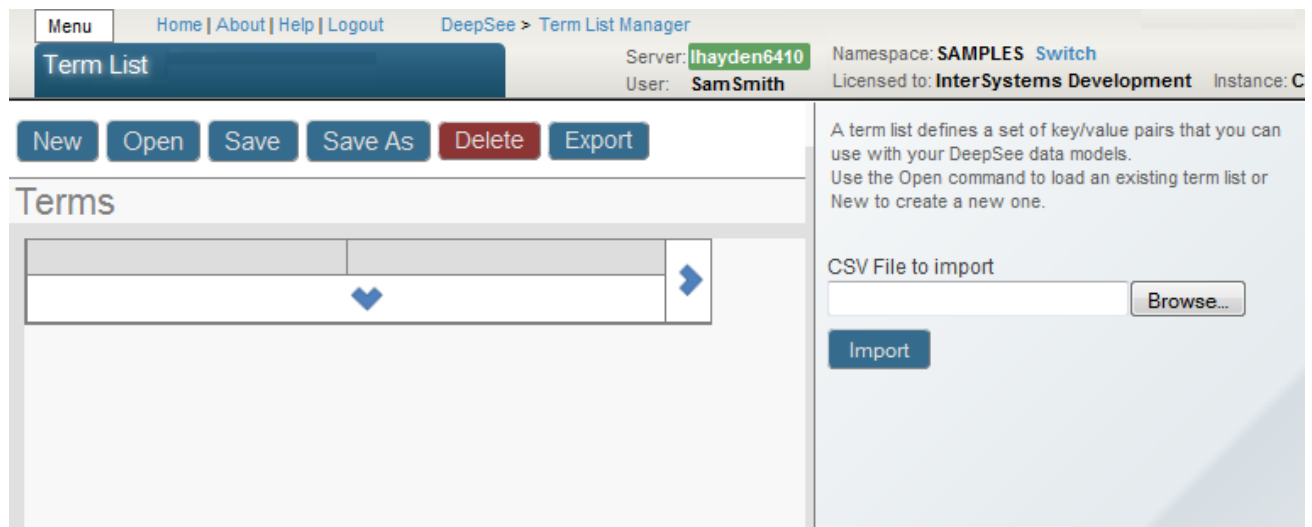 Menu Home | About | Help | Logout DeepSee > Term List Manager
Term List
Server: lhayden6410 Namespace: SAMPLES Switch
User: SamSmith Licensed to: InterSystems Development Instance: C
New Open Save Save As Delete Export
Terms
A term list defines a set of key/value pairs that you can
use with your DeepSee data models.
Use the Open command to load an existing term list or
New to create a new one.
CSV File to import
Browse...
Import